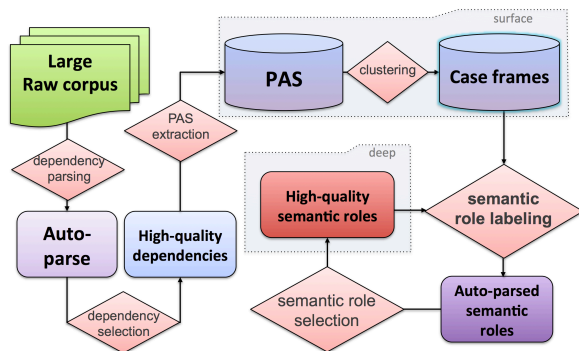 surface
Large
Raw corpus
PAS
clustering
Case frames
PAS
extraction
dependency
parsing
deep
High-quality
semantic roles
semantic
role labeling
Auto-
parse
High-quality
dependencies
dependency
selection
semantic role
selection
Auto-parsed
semantic
roles